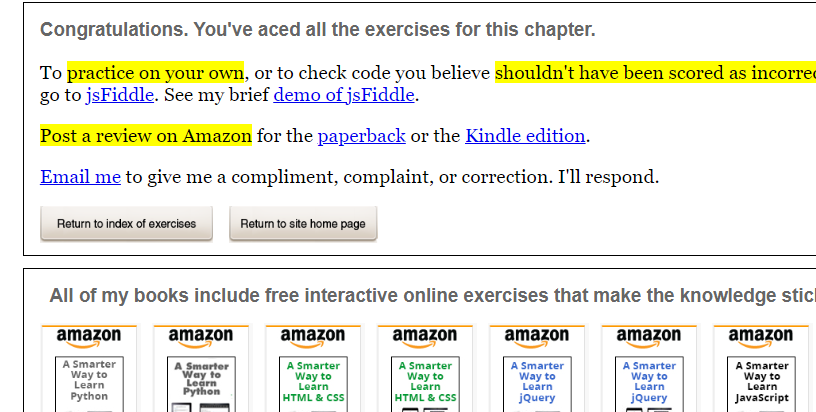 Congratulations. You've aced all the exercises for this chapter.
To practice on your own, or to check code you believe shouldn't have been scored as
go to jsFiddle. See my brief demo of jsFiddle.
Post a review on Amazon for the paperback or the Kindle edition.
Email me to give me a compliment, complaint, or correction. I'll respond.
Return to index of exercises Return to site home page
All of my books include free interactive online exercises that make the knowledge
amazon amazon amazon amazon amazon amazon amazon
A Smarter A Smarter A Smarter A Smarter A Smarter A Smarter A Smarter
Way to Way to Way to Way to Way to Way to Way to
Learn Learn Learn Learn Learn Learn Learn
Python Python HTML & CSS HTML & CSS jQuery jQuery JavaScript